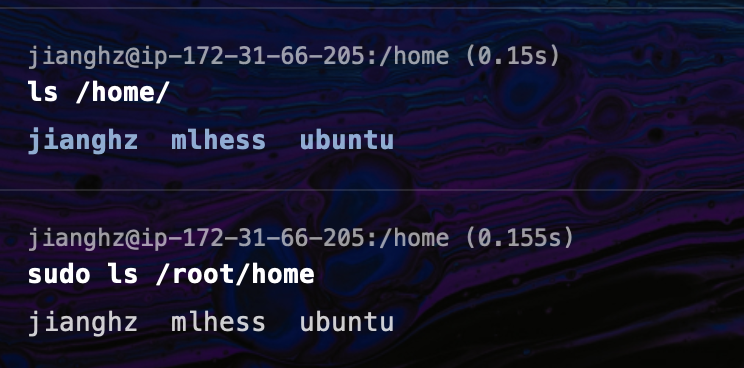 jianghz@ip-172-31-66-205:/home (0.15s)
ls /home/
jianghz  mlhess  ubuntu
jianghz@ip-172-31-66-205:/home (0.155s)
sudo ls /root/home
jianghz  mlhess  ubuntu